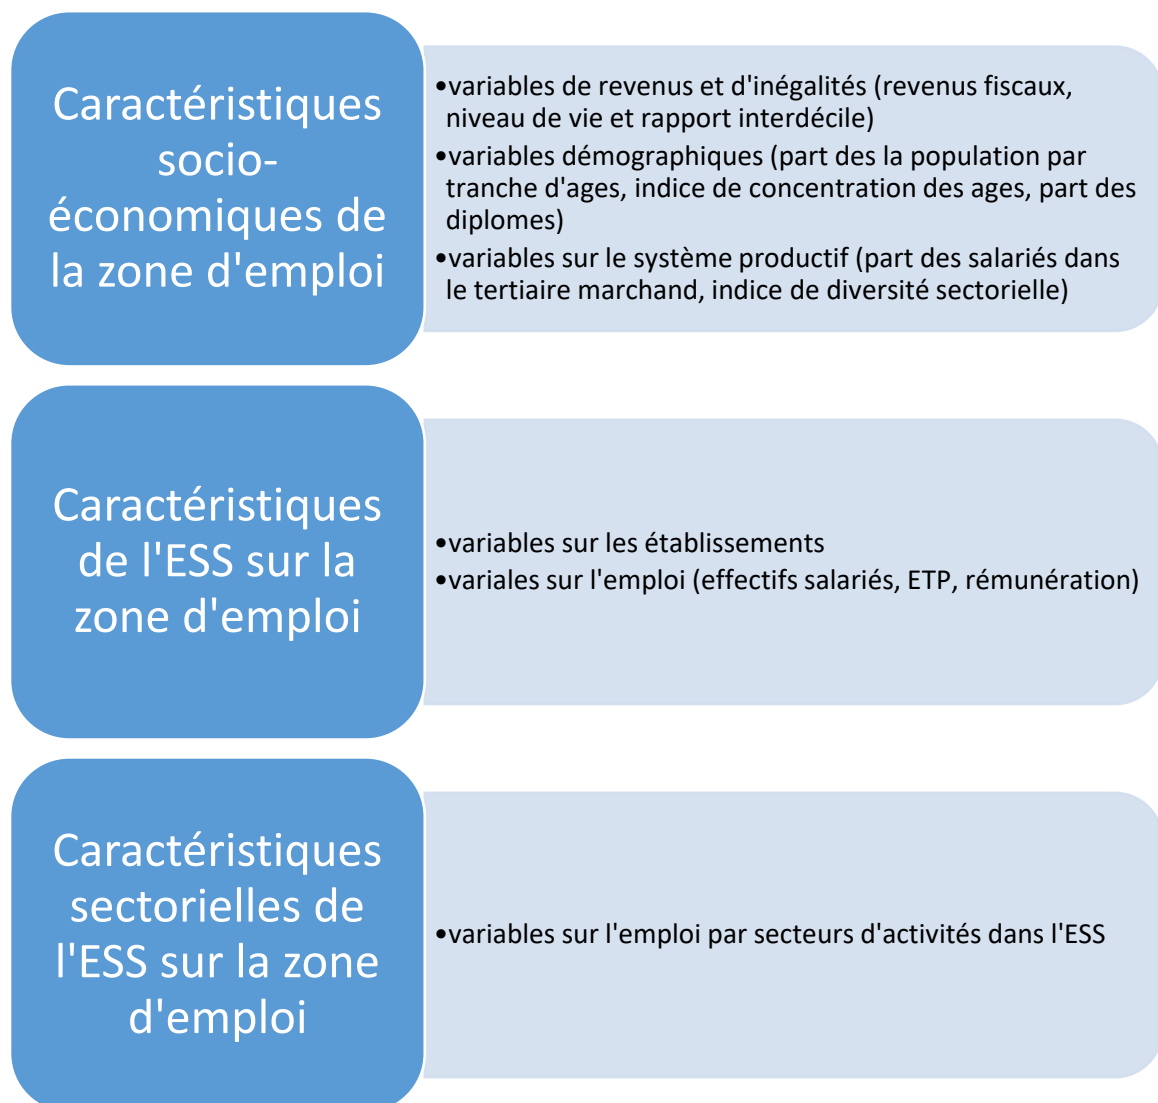 Caractéristiques
socio-
économiques de
la zone d'emploi
•variables de revenus et d'inégalités (revenus fiscaux,
niveau de vie et rapport interdécile)
•variables démographiques (part des la population par
tranche d'ages, indice de concentration des ages, part des
diplomes)
•variables sur le système productif (part des salariés dans
le tertiaire marchand, indice de diversité sectorielle)
Caractéristiques
de l'ESS sur la
zone d'emploi
•variables sur les établissements
•variales sur l'emploi (effectifs salariés, ETP, rémunération)
Caractéristiques
sectorielles de
l'ESS sur la zone
d'emploi
•variables sur l'emploi par secteurs d'activités dans l'ESS